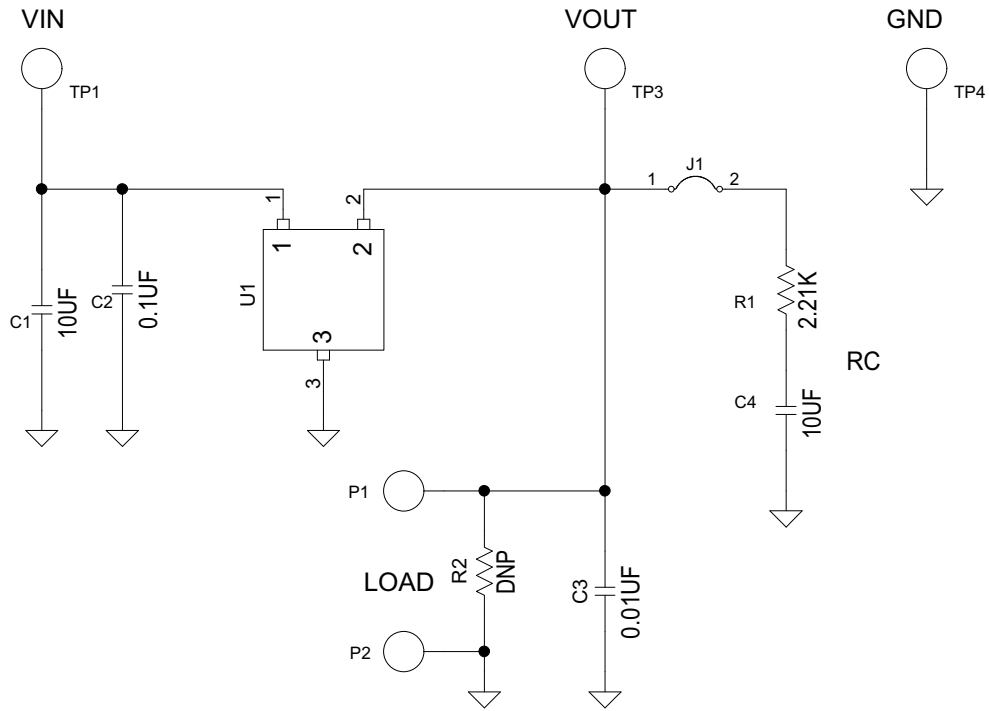 VIN
VOUT
GND
TP1
TP3
TP4
J1
1
2
1
2
1
2
U1
3
3
C1
10UF
C2
0.1UF
R1
2.21K
RC
C4
10UF
P1
LOAD
R2
DNP
C3
0.01UF
P2